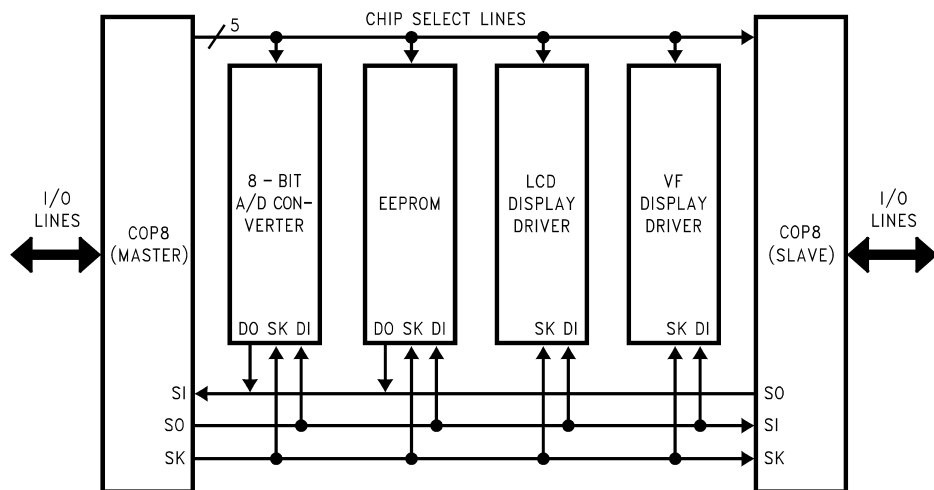 CHIP SELECT LINES
5
I/O
LINES
COP8
(MASTER)
8 – BIT
A/D CON-
VERTER
EEPROM
LCD
DISPLAY
DRIVER
VF
DISPLAY
DRIVER
COP8
(SLAVE)
I/O
LINES
DO SK DI
DO SK DI
SK DI
SK DI
SI
SO
SK
SO
SI
SK